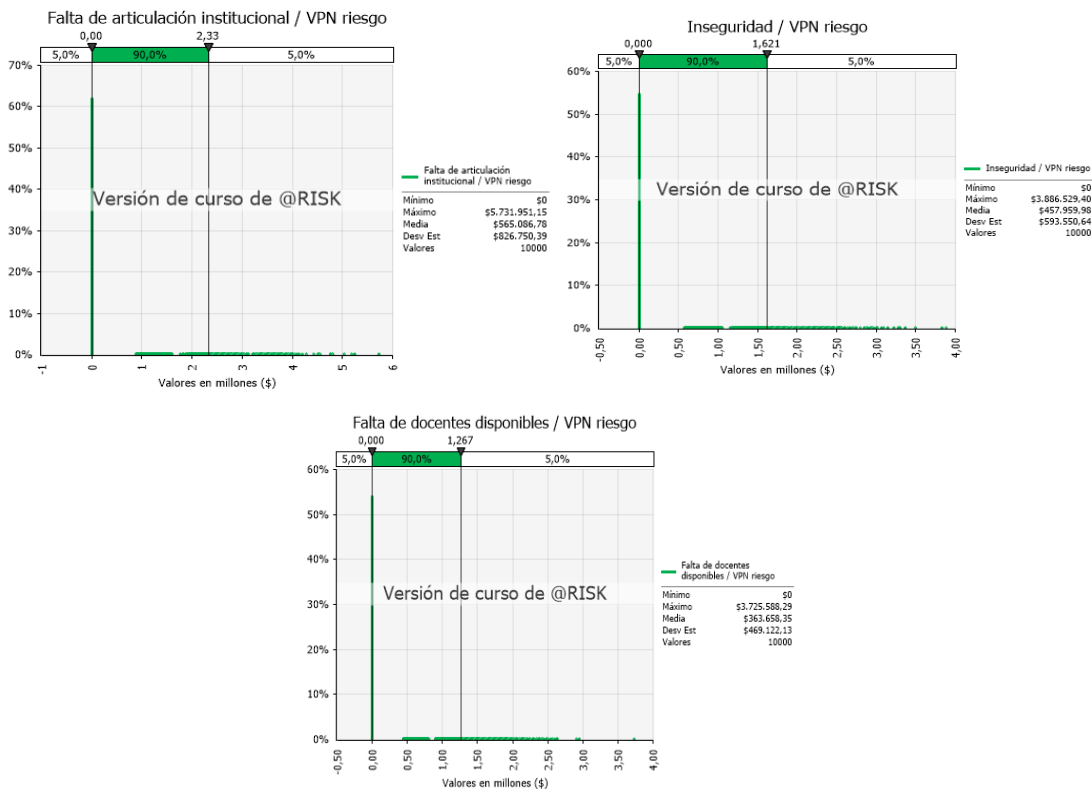 Falta de articulación institucional / VPN riesgo
0,00 2,33
5,0% 90,0% 5,0%
70%
60%
50%
40%
30%
20%
10%
0%
Versión de curso de @RISK
-1 0 1 2 3 4 5 6
Valores en millones ($)
Falta de articulación
institucional / VPN riesgo
Mínimo $0
Máximo $5.731.951,15
Media $565.086,78
Desv Est $826.750,39
Valores 10000
Inseguridad / VPN riesgo
0,000 1,621
5,0% 90,0% 5,0%
60%
50%
40%
30%
20%
10%
0%
Versión de curso de @RISK
-0,50 0,00 0,50 1,00 1,50 2,00 2,50 3,00 3,50 4,00
Valores en millones ($)
Inseguridad / VPN riesgo
Mínimo $0
Máximo $3.886.529,40
Media $457.959,98
Desv Est $593.550,64
Valores 10000
Falta de docentes disponibles / VPN riesgo
0,000 1,267
5,0% 90,0% 5,0%
60%
50%
40%
30%
20%
10%
0%
Versión de curso de @RISK
-0,50 0,00 0,50 1,00 1,50 2,00 2,50 3,00 3,50 4,00
Valores en millones ($)
Falta de docentes
disponibles / VPN riesgo
Mínimo $0
Máximo $3.725.588,29
Media $363.658,35
Desv Est $469.122,13
Valores 10000